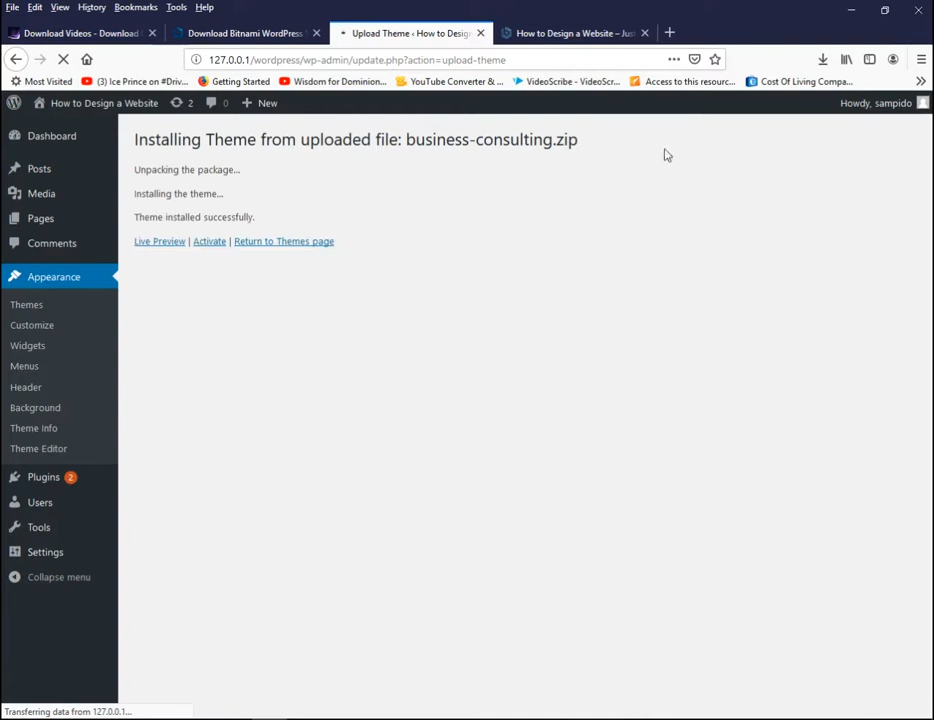 File Edit View History Bookmarks Tools Help
Download Videos - Download Download Bitnami WordPress Upload Theme ‹ How to Desig How to Design a Website – Just
127.0.0.1/wordpress/wp-admin/update.php?action=upload-theme
Most Visited (3) Ice Prince on #Driv... Getting Started Wisdom for Dominion... YouTube Converter &... VideoScribe - VideoScr... Access to this resourc... Cost Of Living Compa...
How to Design a Website 2 0 New Howdy, sampido
Dashboard
Posts
Media
Pages
Comments
Appearance
Themes
Customize
Widgets
Menus
Header
Background
Theme Info
Theme Editor
Plugins 2
Users
Tools
Settings
Collapse menu
Installing Theme from uploaded file: business-consulting.zip
Unpacking the package...
Installing the theme...
Theme installed successfully.
Live Preview | Activate | Return to Themes page
Transferring data from 127.0.0.1...